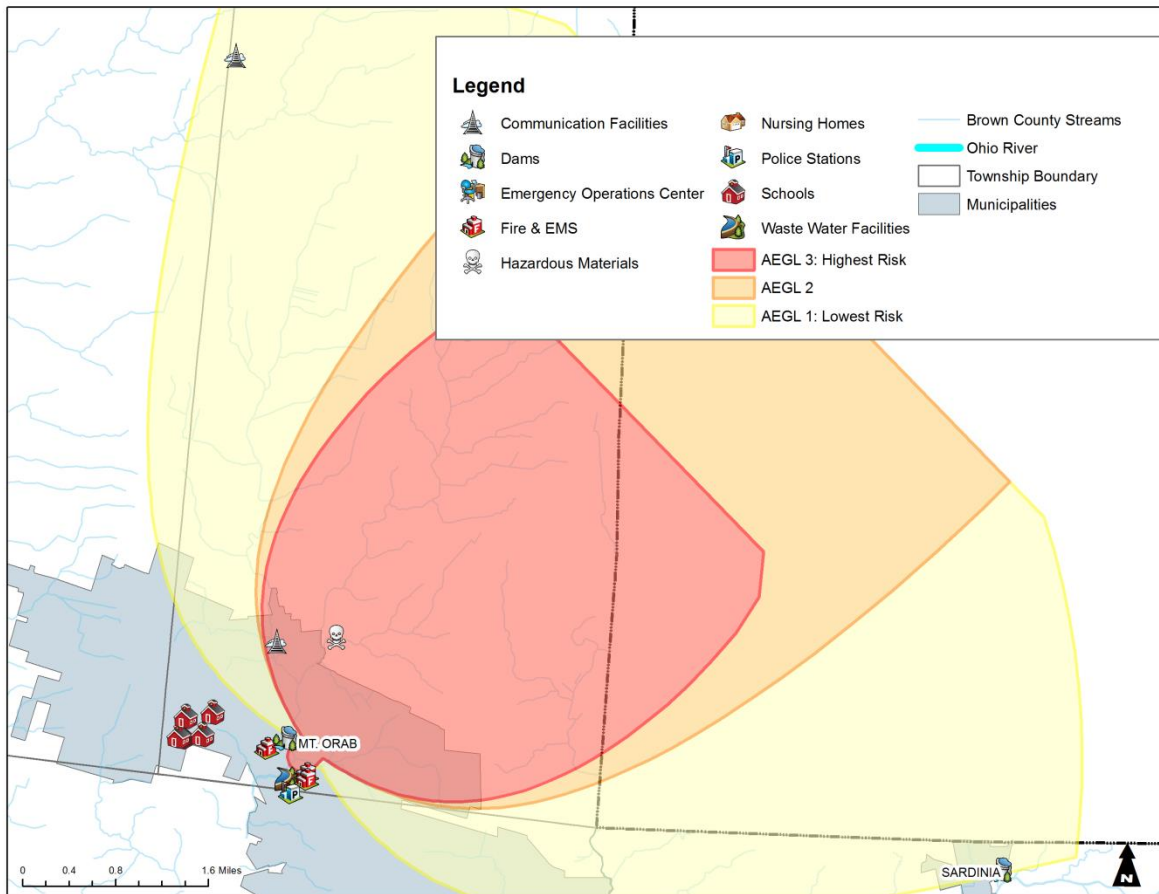 Legend
Communication Facilities
Dams
Emergency Operations Center
Fire & EMS
Hazardous Materials
Nursing Homes
Police Stations
Schools
Waste Water Facilities
AEGL 3: Highest Risk
AEGL 2
AEGL 1: Lowest Risk
Brown County Streams
Ohio River
Township Boundary
Municipalities
MT. ORAB
SARDINIA
0 0.4 0.8 1.6 Miles
N